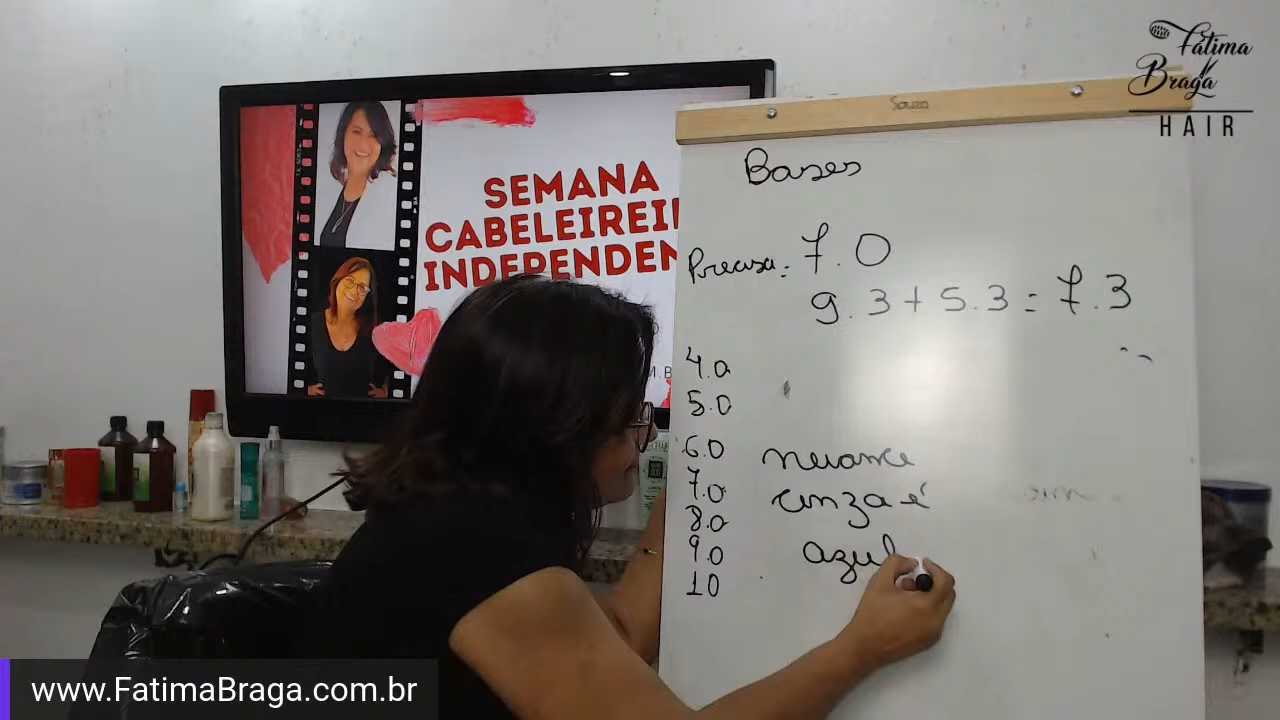 Fátima
Braga
HAIR
Souza
SEMANA
CABELEIREI
INDEPENDEN
Bases
Precisa: 7.0
9.3 + 5.3 = 7.3
4.0
5.0
6.0 nuance
7.0 cinza é
8.0
9.0 azul
10
www.FatimaBraga.com.br